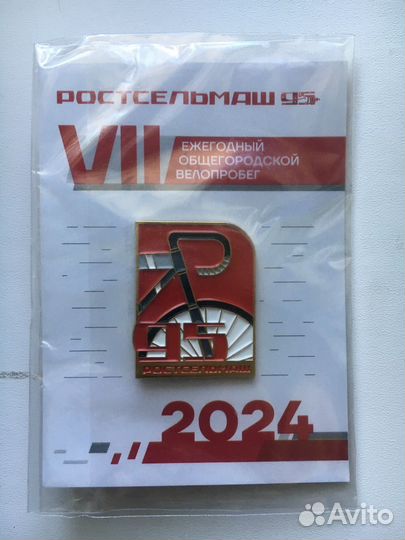 РОСТСЕЛЬМАШ 95
VII
ЕЖЕГОДНЫЙ
ОБЩЕГОРОДСКОЙ
ВЕЛОПРОБЕГ
95
РОСТСЕЛЬМАШ
2024
Avito